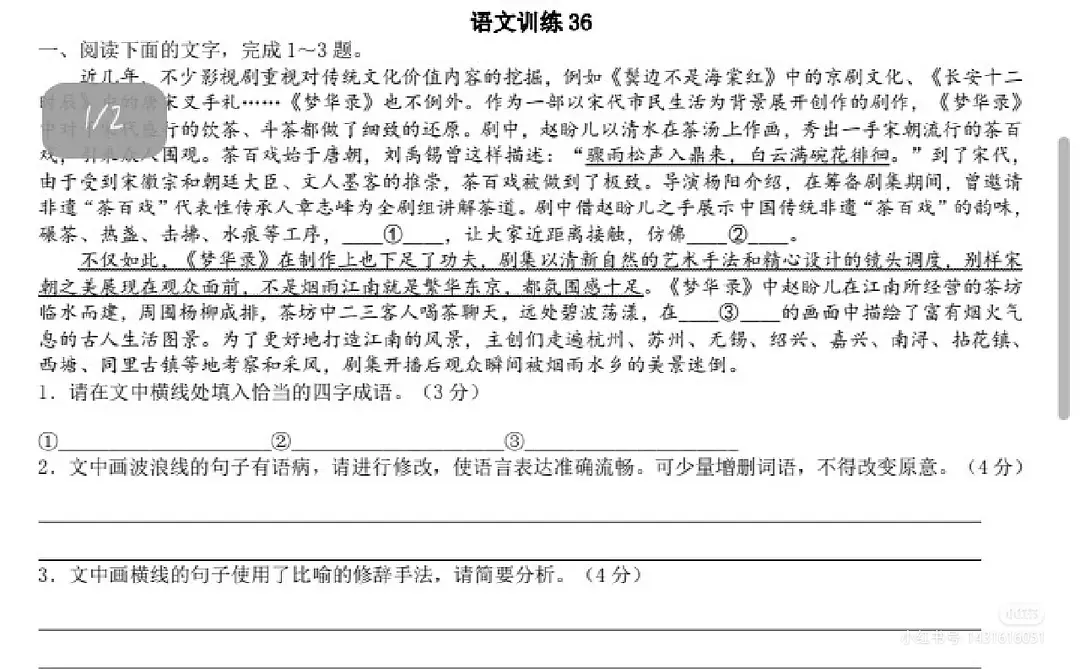 语文训练 36
一、阅读下面的文字，完成 1～3 题。
近几年，不少影视剧重视对传统文化价值内容的挖掘，例如《鬓边不是海棠红》中的京剧文化、《长安十二
宋叉手礼……《梦华录》也不例外。作为一部以宋代市民生活为背景展开创作的剧作，《梦华录》
1/2
行的饮茶、斗茶都做了细致的还原。剧中，赵盼儿以清水在茶汤上作画，秀出一手宋朝流行的茶百
戏，引来众人围观。茶百戏始于唐朝，刘禹锡曾这样描述：“骤雨松声入鼎来，白云满碗花徘徊。”到了宋代，
由于受到宋徽宗和朝廷大臣、文人墨客的推崇，茶百戏被做到了极致。导演杨阳介绍，在筹备剧集期间，曾邀请
非遗“茶百戏”代表性传承人章志峰为全剧组讲解茶道。剧中借赵盼儿之手展示中国传统非遗“茶百戏”的韵味，
碾茶、热盏、击拂、水痕等工序，____①____，让大家近距离接触，仿佛____②____。
不仅如此，《梦华录》在制作上也下足了功夫，剧集以清新自然的艺术手法和精心设计的镜头调度，别样宋
朝之美展现在观众面前，不是烟雨江南就是繁华东京，都氛围感十足。《梦华录》中赵盼儿在江南所经营的茶坊
临水而建，周围杨柳成排，茶坊中二三客人喝茶聊天，远处碧波荡漾，在____③____的画面中描绘了富有烟火气
息的古人生活图景。为了更好地打造江南的风景，主创们走遍杭州、苏州、无锡、绍兴、嘉兴、南浔、拈花镇、
西塘、同里古镇等地考察和采风，剧集开播后观众瞬间被烟雨水乡的美景迷倒。
1．请在文中横线处填入恰当的四字成语。（3 分）
①____________________②____________________③____________________
2．文中画波浪线的句子有语病，请进行修改，使语言表达准确流畅。可少量增删词语，不得改变原意。（4 分）
3．文中画横线的句子使用了比喻的修辞手法，请简要分析。（4 分）
小红书